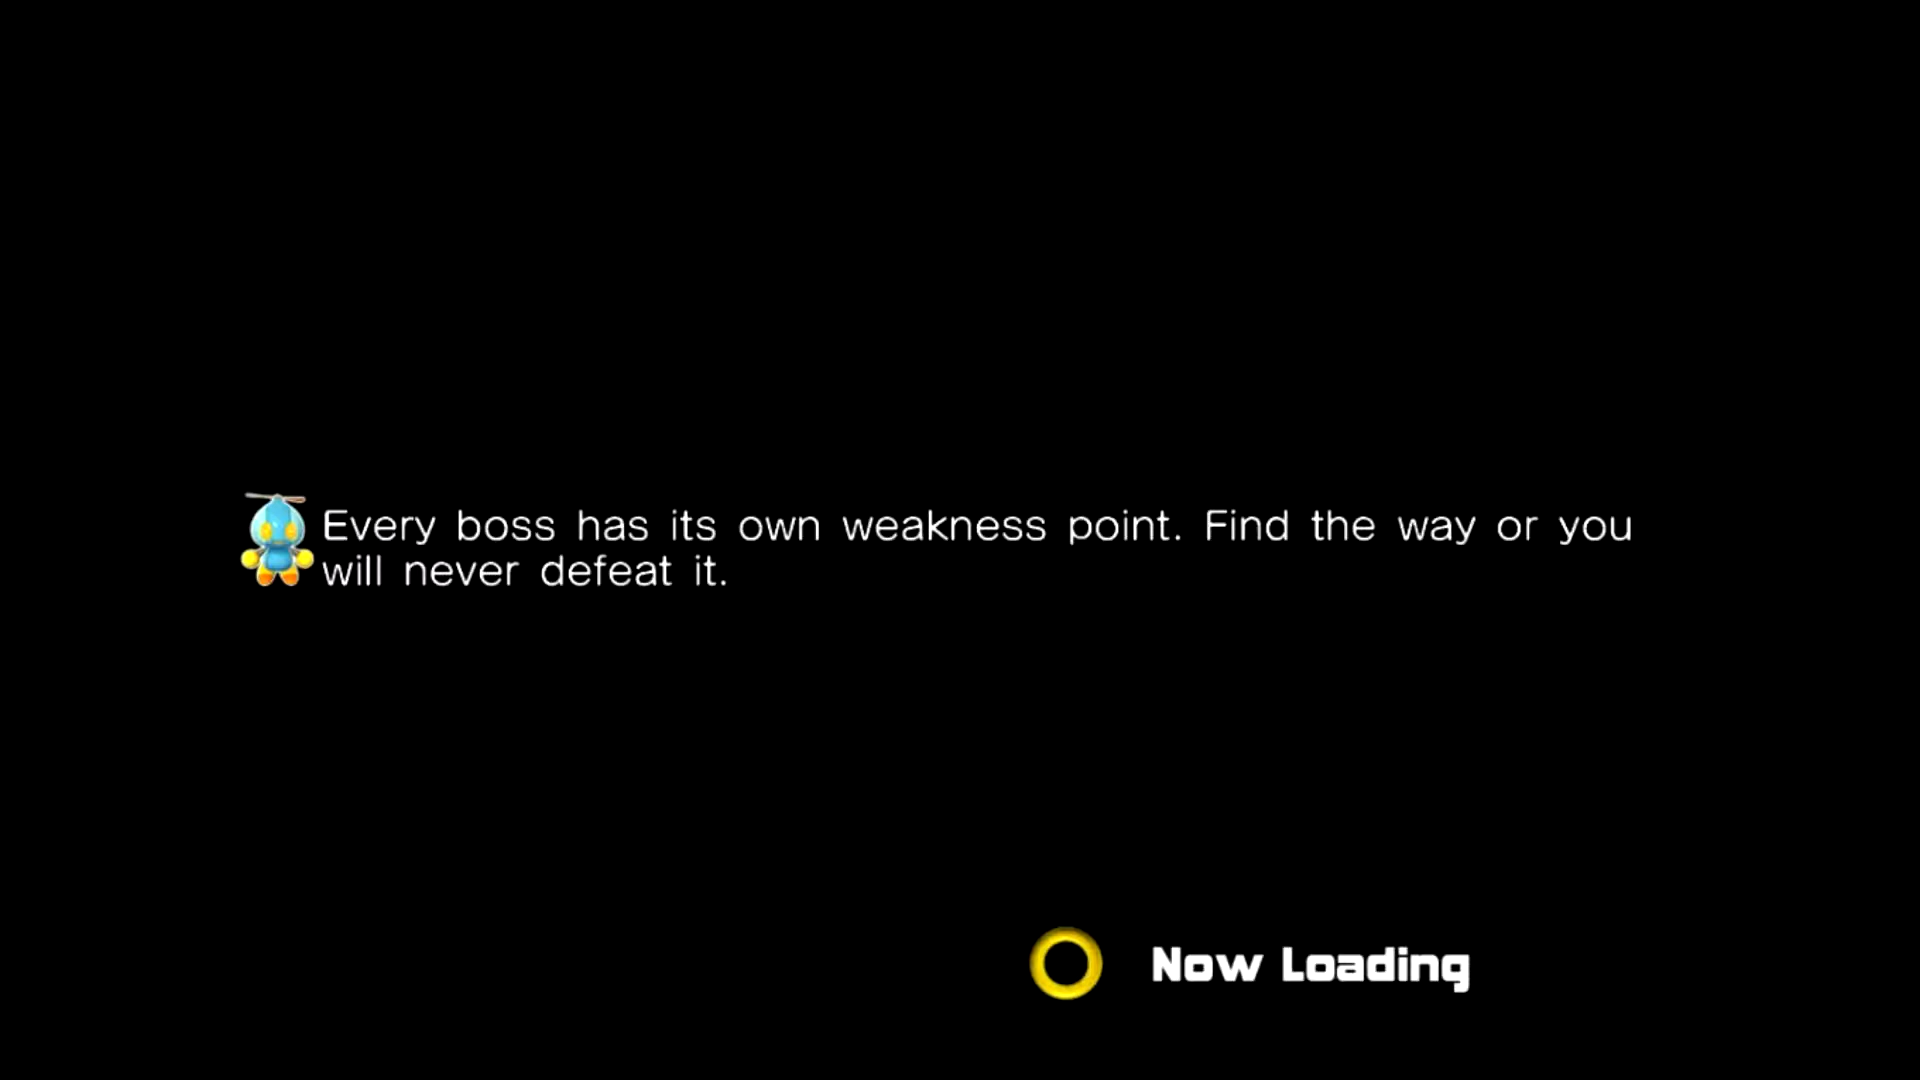 Every boss has its own weakness point. Find the way or you
will never defeat it.
Now Loading